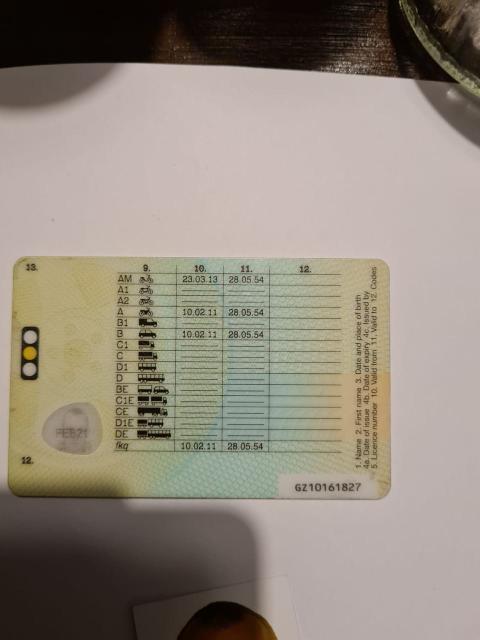 13. 9. 10. 11. 12.
AM 23.03.13 28.05.54
A1
A2
A 10.02.11 28.05.54
B1
B 10.02.11 28.05.54
C1
C
D1
D
BE
C1E
CE
D1E
DE
fkq 10.02.11 28.05.54
FEB21
12.
GZ10161827
1. Name 2. First name 3. Date and place of birth
4a. Date of issue 4b. Date of expiry 4c. Issued by
5. Licence number 10. Valid from 11. Valid to 12. Codes